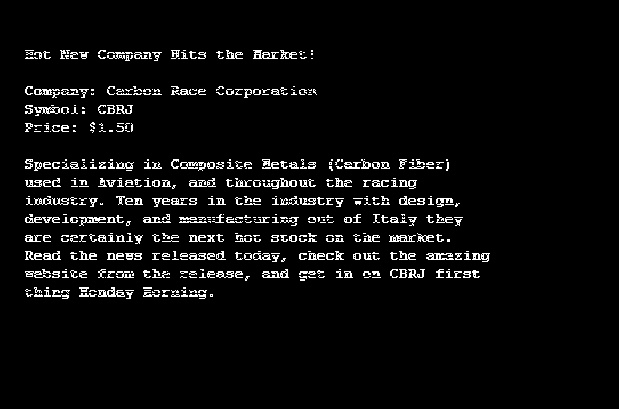 Hot New Company Hits the Market!
Company: Carbon Race Corporation
Symbol: CBRJ
Price: $1.50
Specializing in Composite Metals (Carbon Fiber)
used in Aviation, and throughout the racing
industry. Ten years in the industry with design,
development, and manufacturing out of Italy they
are certainly the next hot stock on the market.
Read the news released today, check out the amazing
website from the release, and get in on CBRJ first
thing Monday Morning.